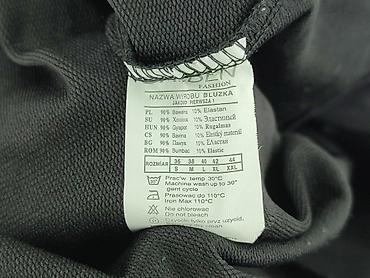 FASHION
NAZWA WYROBU BLUZKA
JAKOŚĆ PIERWSZA I
PL 90% Bawełna 10% Elastan
SU 90% Хлопок 10% Эластичный
HUN 90% Gyapot 10% Rugalmas
CS 90% Bavlna 10% Elastický materiál
BG 90% Памук 10% Еластан
ROM 90% Bumbac 10% Elastic
ROZMIAR 36 38 40 42 44
S M L XL XXL
Prać w temp 30°C
Machine wash up to 30°
gent cycle
Prasować do 110°C
Iron Max 110°C
Nie chlorować
Do not bleach